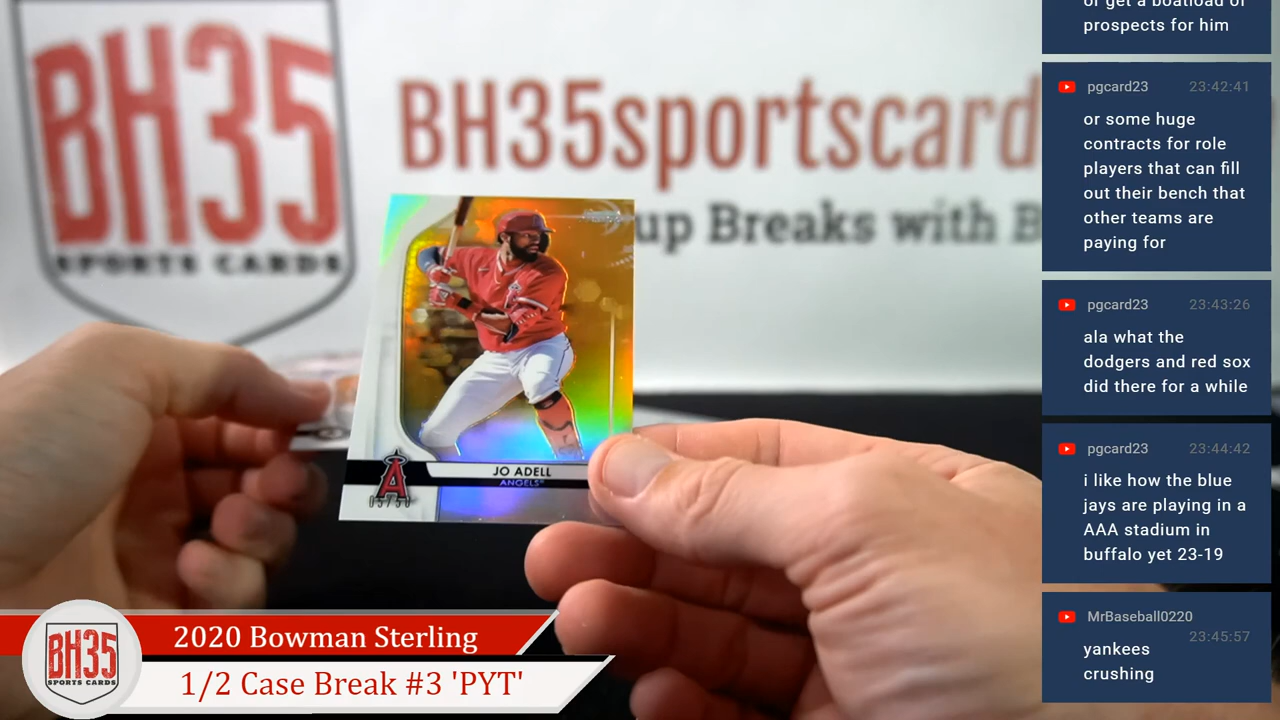 BH35
SPORTS CARDS
BH35sportscard
up Breaks with B
JO ADELL
ANGELS
2020 Bowman Sterling
1/2 Case Break #3 'PYT'
BH35
SPORTS CARDS
or get a boatload of
prospects for him
pgcard23 23:42:41
or some huge
contracts for role
players that can fill
out their bench that
other teams are
paying for
pgcard23 23:43:26
ala what the
dodgers and red sox
did there for a while
pgcard23 23:44:42
i like how the blue
jays are playing in a
AAA stadium in
buffalo yet 23-19
MrBaseball0220
23:45:57
yankees
crushing